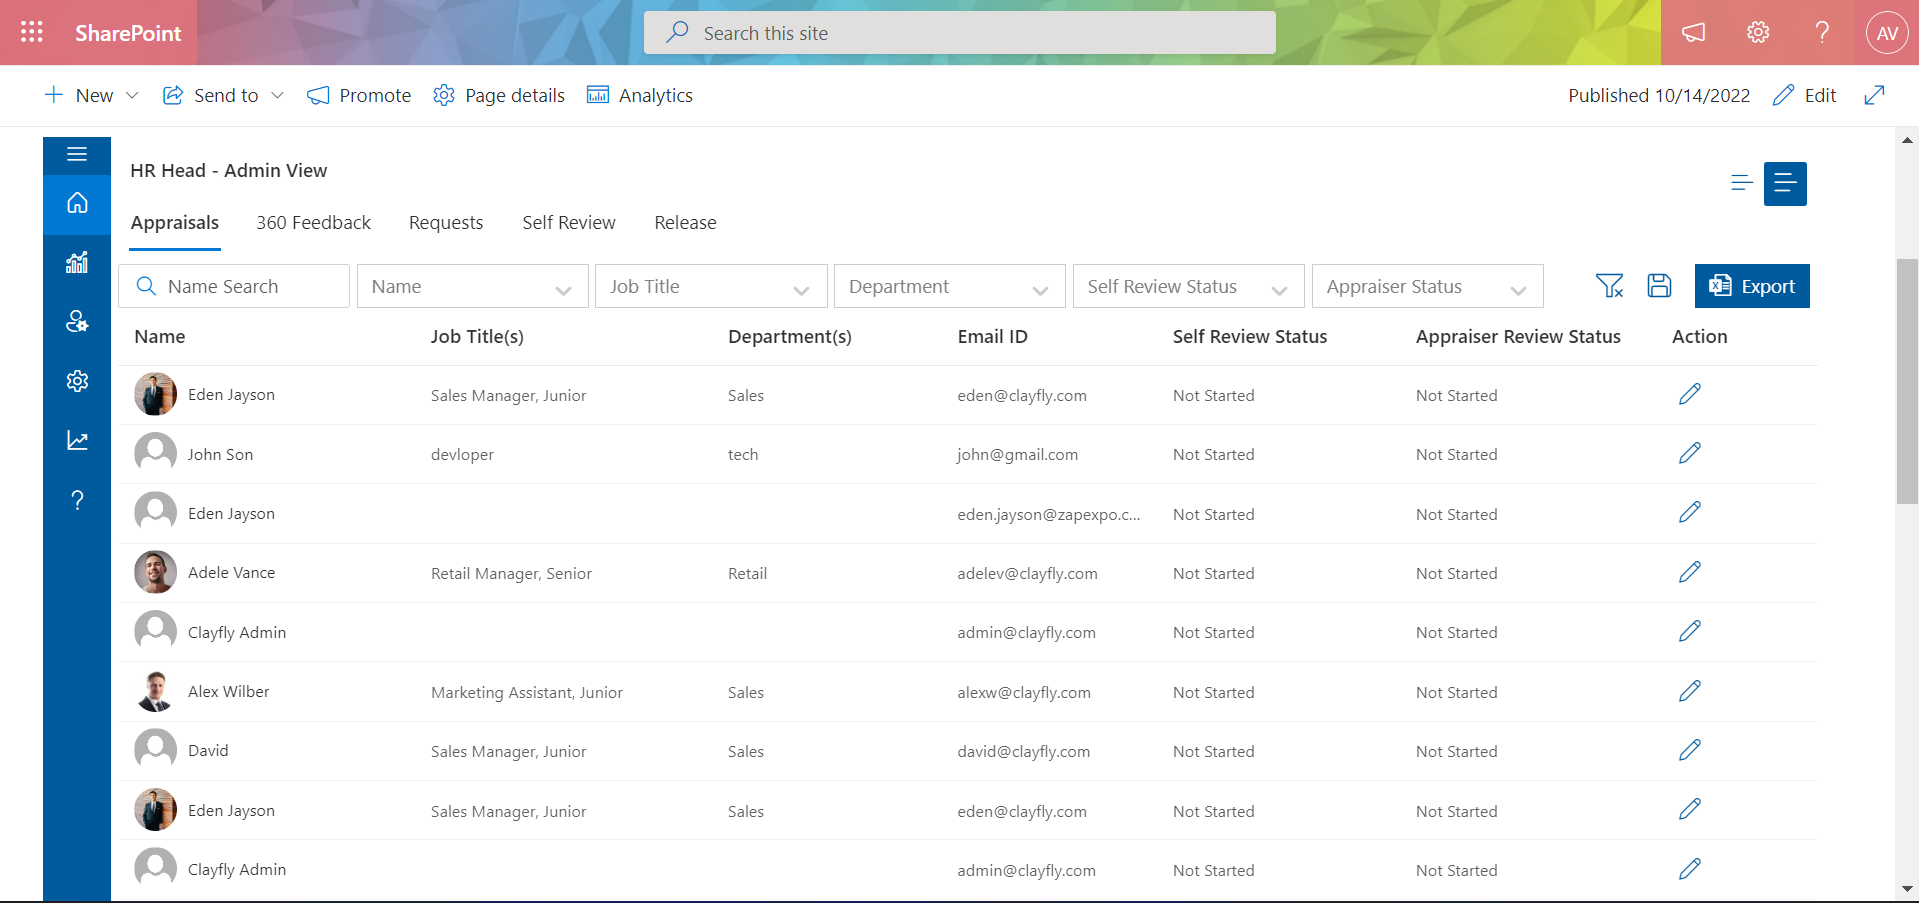 SharePoint
Search this site
AV
New
Send to
Promote
Page details
Analytics
Published 10/14/2022
Edit
HR Head - Admin View
Appraisals
360 Feedback
Requests
Self Review
Release
Name Search
Name
Job Title
Department
Self Review Status
Appraiser Status
Export
Name Job Title(s) Department(s) Email ID Self Review Status Appraiser Review Status Action
Eden Jayson Sales Manager, Junior Sales eden@clayfly.com Not Started Not Started
John Son devloper tech john@gmail.com Not Started Not Started
Eden Jayson eden.jayson@zapexpo.c... Not Started Not Started
Adele Vance Retail Manager, Senior Retail adelev@clayfly.com Not Started Not Started
Clayfly Admin admin@clayfly.com Not Started Not Started
Alex Wilber Marketing Assistant, Junior Sales alexw@clayfly.com Not Started Not Started
David Sales Manager, Junior Sales david@clayfly.com Not Started Not Started
Eden Jayson Sales Manager, Junior Sales eden@clayfly.com Not Started Not Started
Clayfly Admin admin@clayfly.com Not Started Not Started